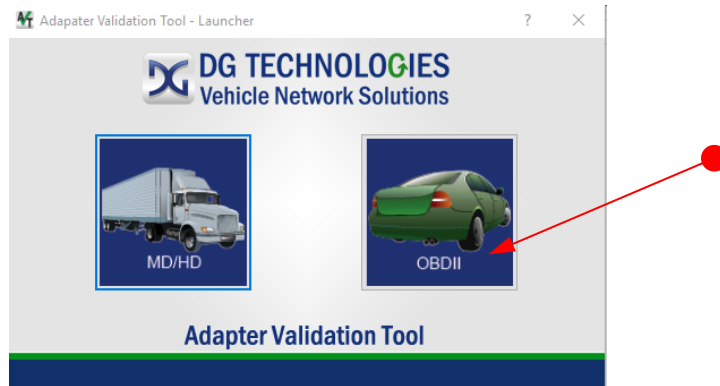 Adapater Validation Tool - Launcher
DG TECHNOLOGIES
Vehicle Network Solutions
MD/HD
OBDII
Adapter Validation Tool